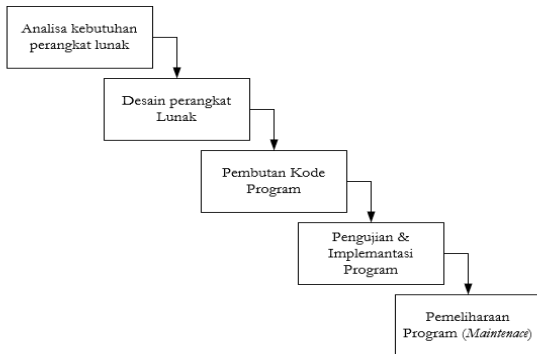 Analisa kebutuhan
perangkat lunak
Desain perangkat
Lunak
Pembutan Kode
Program
Pengujian &
Implemantasi
Program
Pemeliharaan
Program (Maintenace)